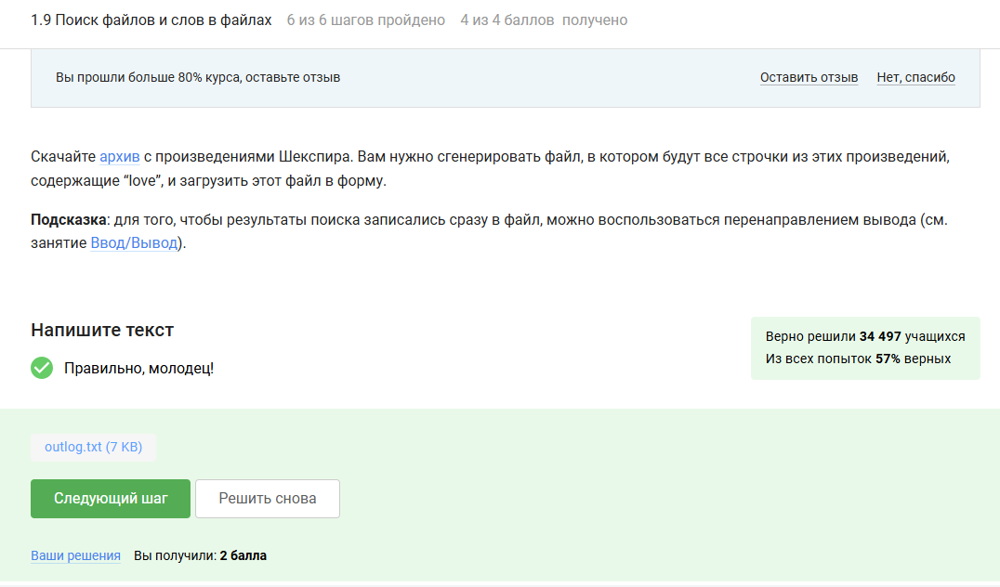 1.9 Поиск файлов и слов в файлах 6 из 6 шагов пройдено 4 из 4 баллов получено
Вы прошли больше 80% курса, оставьте отзыв Оставить отзыв Нет, спасибо
Скачайте архив с произведениями Шекспира. Вам нужно сгенерировать файл, в котором будут все строчки из этих произведений,
содержащие “love”, и загрузить этот файл в форму.
Подсказка: для того, чтобы результаты поиска записались сразу в файл, можно воспользоваться перенаправлением вывода (см.
занятие Ввод/Вывод).
Напишите текст
Верно решили 34 497 учащихся
Из всех попыток 57% верных
Правильно, молодец!
outlog.txt (7 KB)
Следующий шаг Решить снова
Ваши решения Вы получили: 2 балла